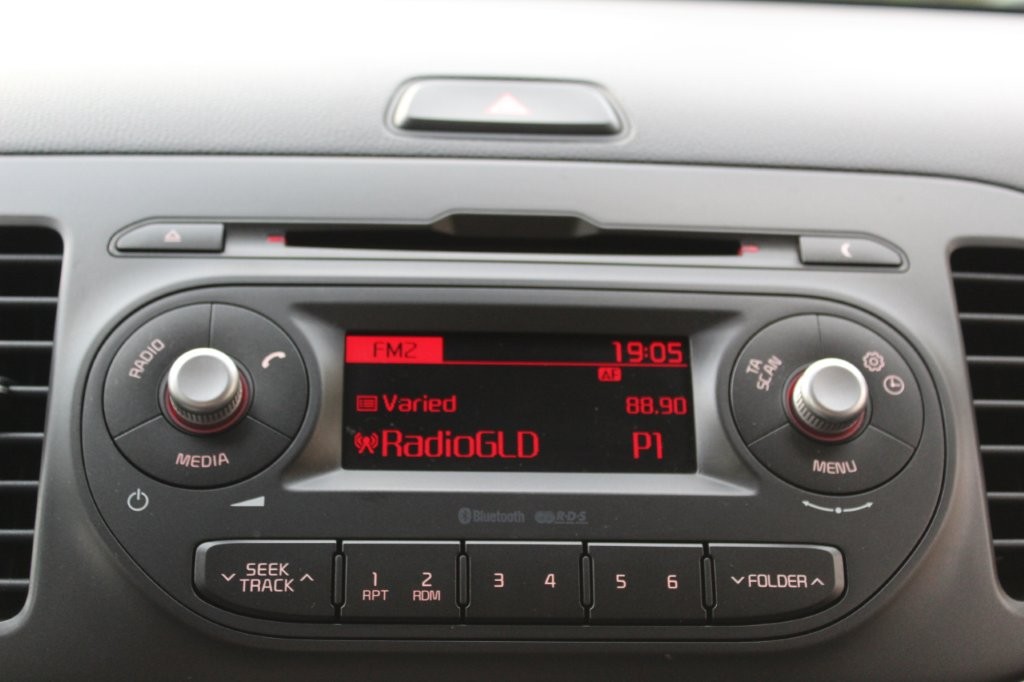 FM2 19:05
AF
Varied 88.90
RadioGLD P1
RADIO
MEDIA
TA
SCAN
MENU
Bluetooth R·D·S
SEEK
TRACK
1 2
RPT RDM
3 4
5 6
FOLDER